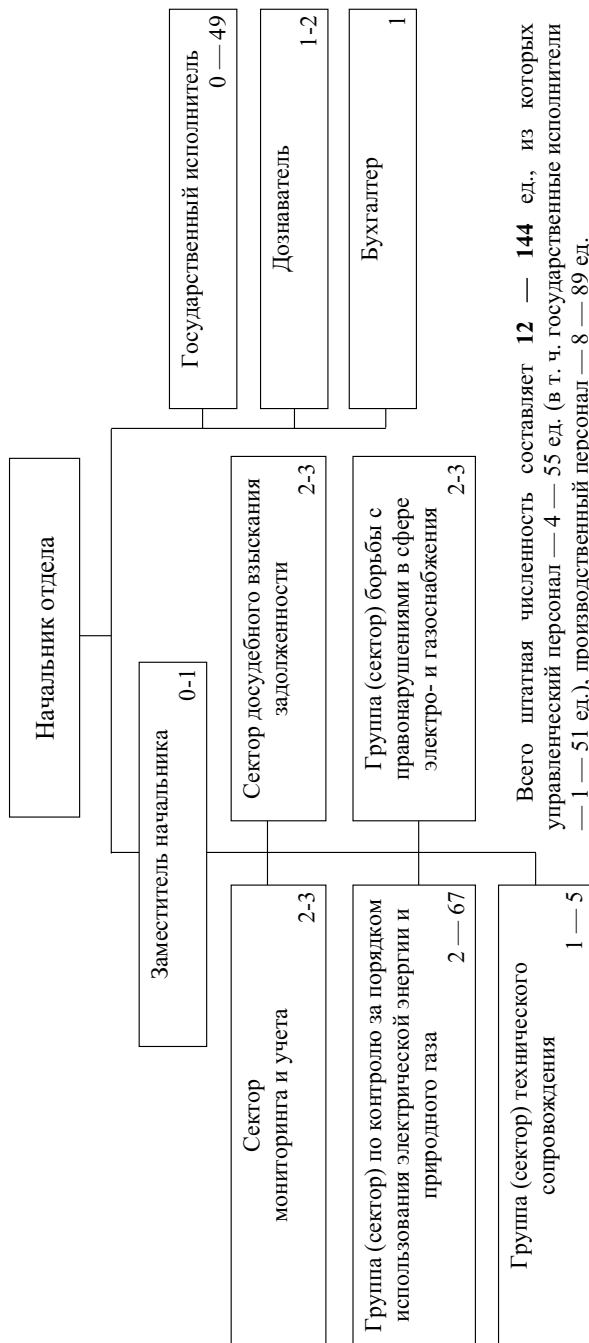 Начальник отдела
Заместитель начальника
0-1
Сектор
мониторинга и учета
2-3
Сектор досудебного взыскания
задолженности
2-3
Группа (сектор) по контролю за порядком
использования электрической энергии и
природного газа
2 — 67
Группа (сектор) борьбы с
правонарушениями в сфере
электро- и газоснабжения
2-3
Группа (сектор) технического
сопровождения
1 — 5
Государственный исполнитель
0 — 49
Дознаватель
1-2
Бухгалтер
1
Всего штатная численность составляет 12 — 144 ед., из которых
управленческий персонал — 4 — 55 ед. (в т. ч. государственные исполнители
— 1 — 51 ед.), производственный персонал — 8 — 89 ед.